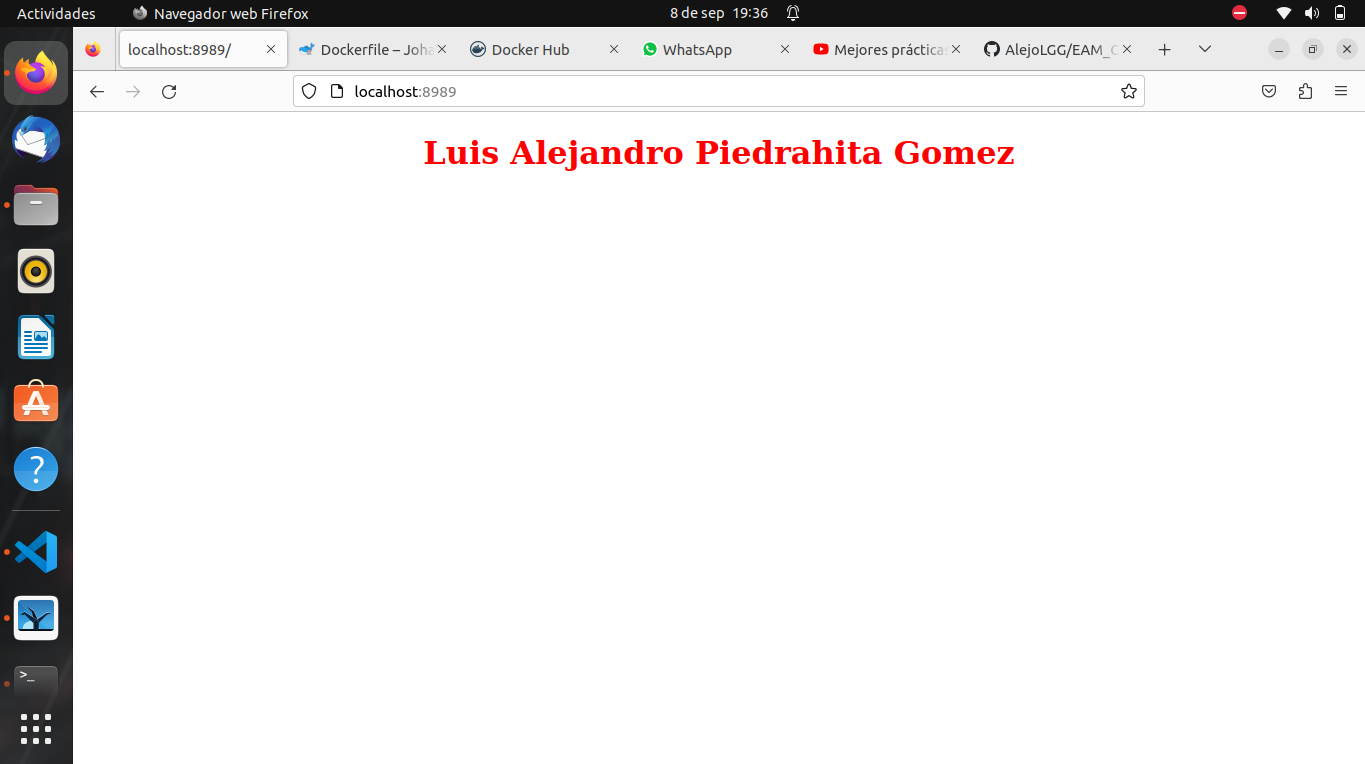 Actividades
Navegador web Firefox
8 de sep 19:36
localhost:8989/
Dockerfile – Joha
Docker Hub
WhatsApp
Mejores práctica
AlejoLGG/EAM_
localhost:8989
Luis Alejandro Piedrahita Gomez
?
>_